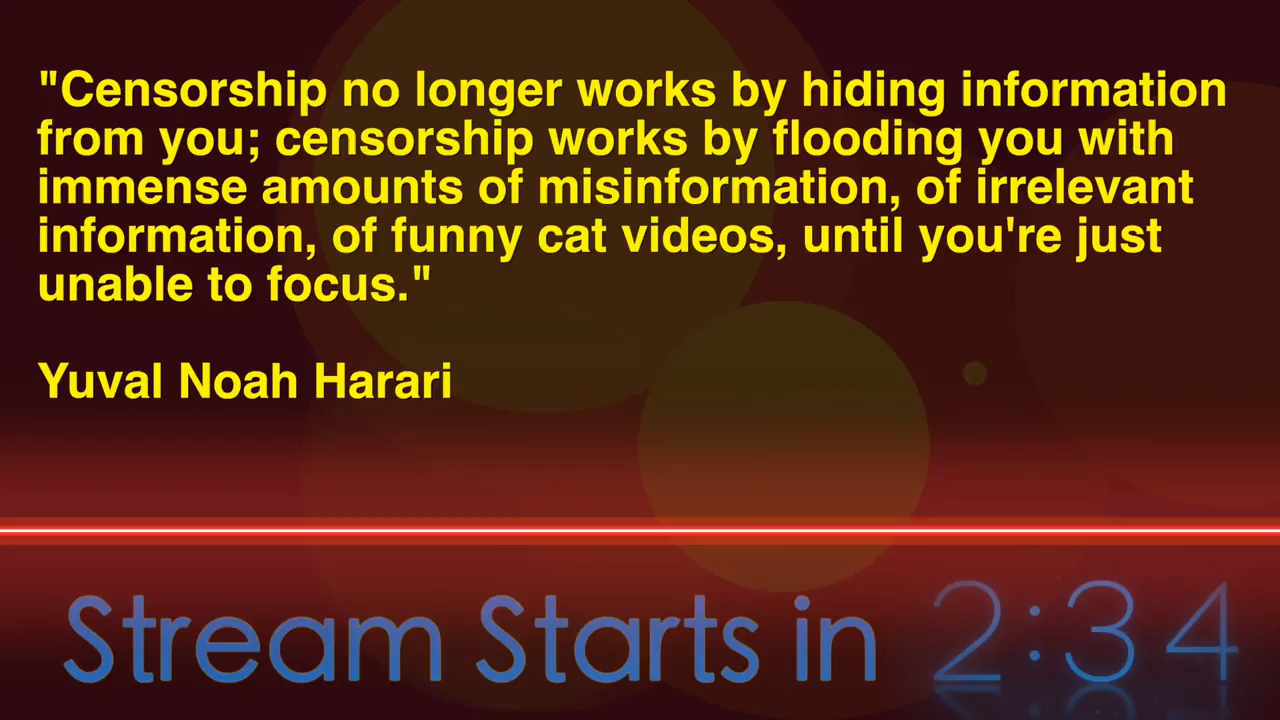 "Censorship no longer works by hiding information
from you; censorship works by flooding you with
immense amounts of misinformation, of irrelevant
information, of funny cat videos, until you're just
unable to focus."
Yuval Noah Harari
Stream Starts in 2:34